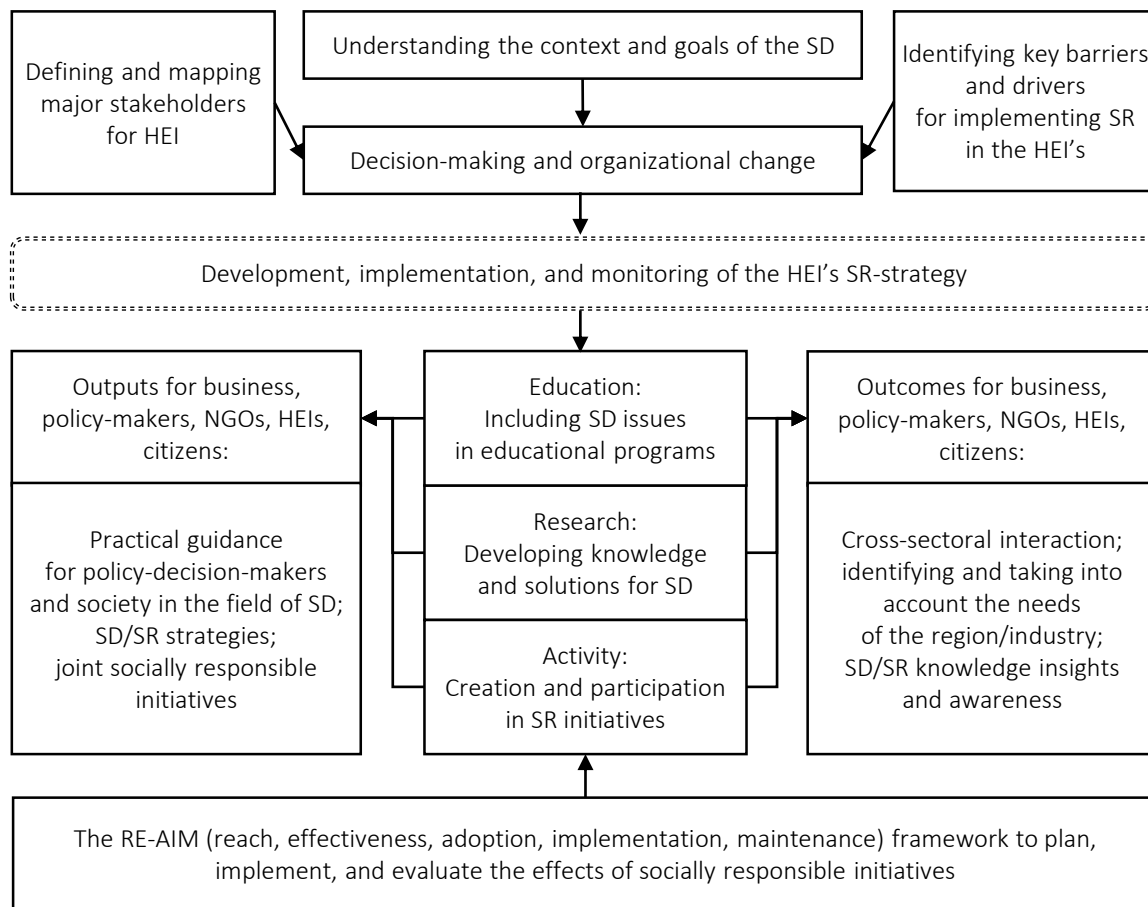 Defining and mapping
major stakeholders
for HEI
Understanding the context and goals of the SD
Identifying key barriers
and drivers
for implementing SR
in the HEI's
Decision-making and organizational change
Development, implementation, and monitoring of the HEI's SR-strategy
Outputs for business,
policy-makers, NGOs, HEIs,
citizens:
Practical guidance
for policy-decision-makers
and society in the field of SD;
SD/SR strategies;
joint socially responsible
initiatives
Education:
Including SD issues
in educational programs
Research:
Developing knowledge
and solutions for SD
Activity:
Creation and participation
in SR initiatives
Outcomes for business,
policy-makers, NGOs, HEIs,
citizens:
Cross-sectoral interaction;
identifying and taking into
account the needs
of the region/industry;
SD/SR knowledge insights
and awareness
The RE-AIM (reach, effectiveness, adoption, implementation, maintenance) framework to plan,
implement, and evaluate the effects of socially responsible initiatives